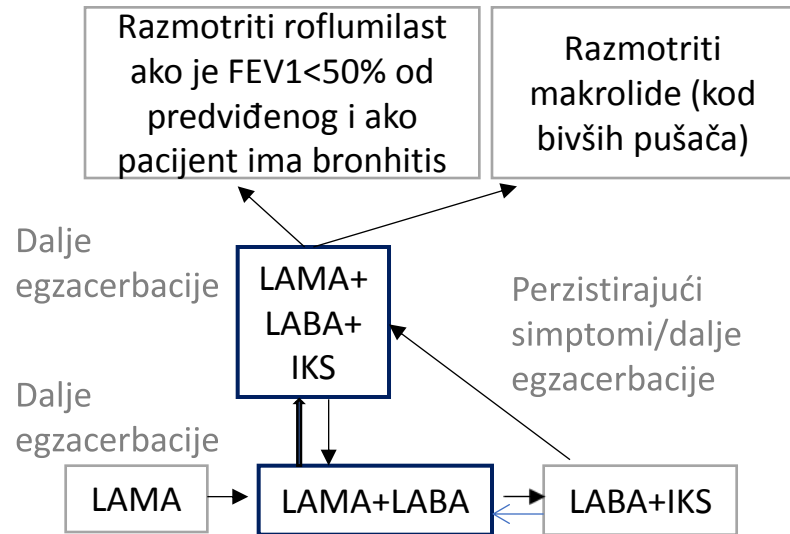 Razmotriti roflumilast
ako je FEV1<50% od
predviđenog i ako
pacijent ima bronhitis
Razmotriti
makrolide (kod
bivših pušača)
Dalje
egzacerbacije
LAMA+
LABA+
IKS
Perzistirajući
simptomi/dalje
egzacerbacije
Dalje
egzacerbacije
LAMA
LAMA+LABA
LABA+IKS